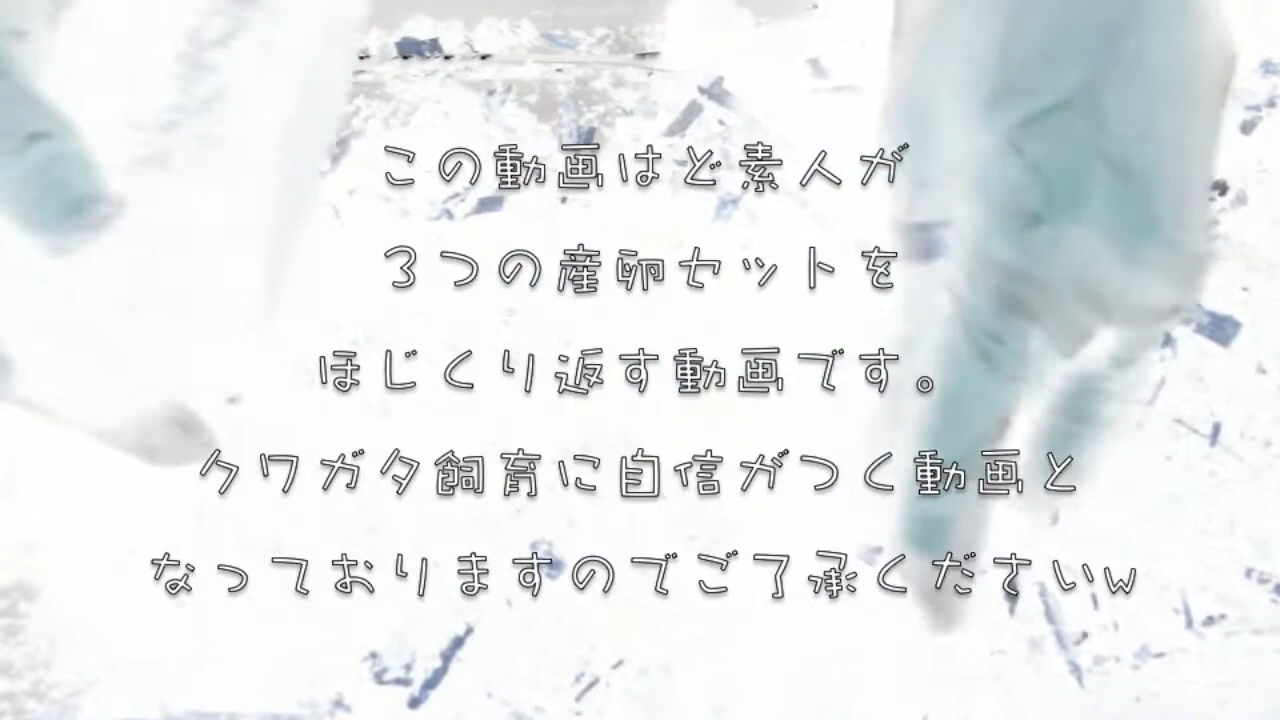 この動画はど素人が
３つの産卵セットを
ほじくり返す動画です。
クワガタ飼育に自信がつく動画と
なっておりますのでご了承くださいw